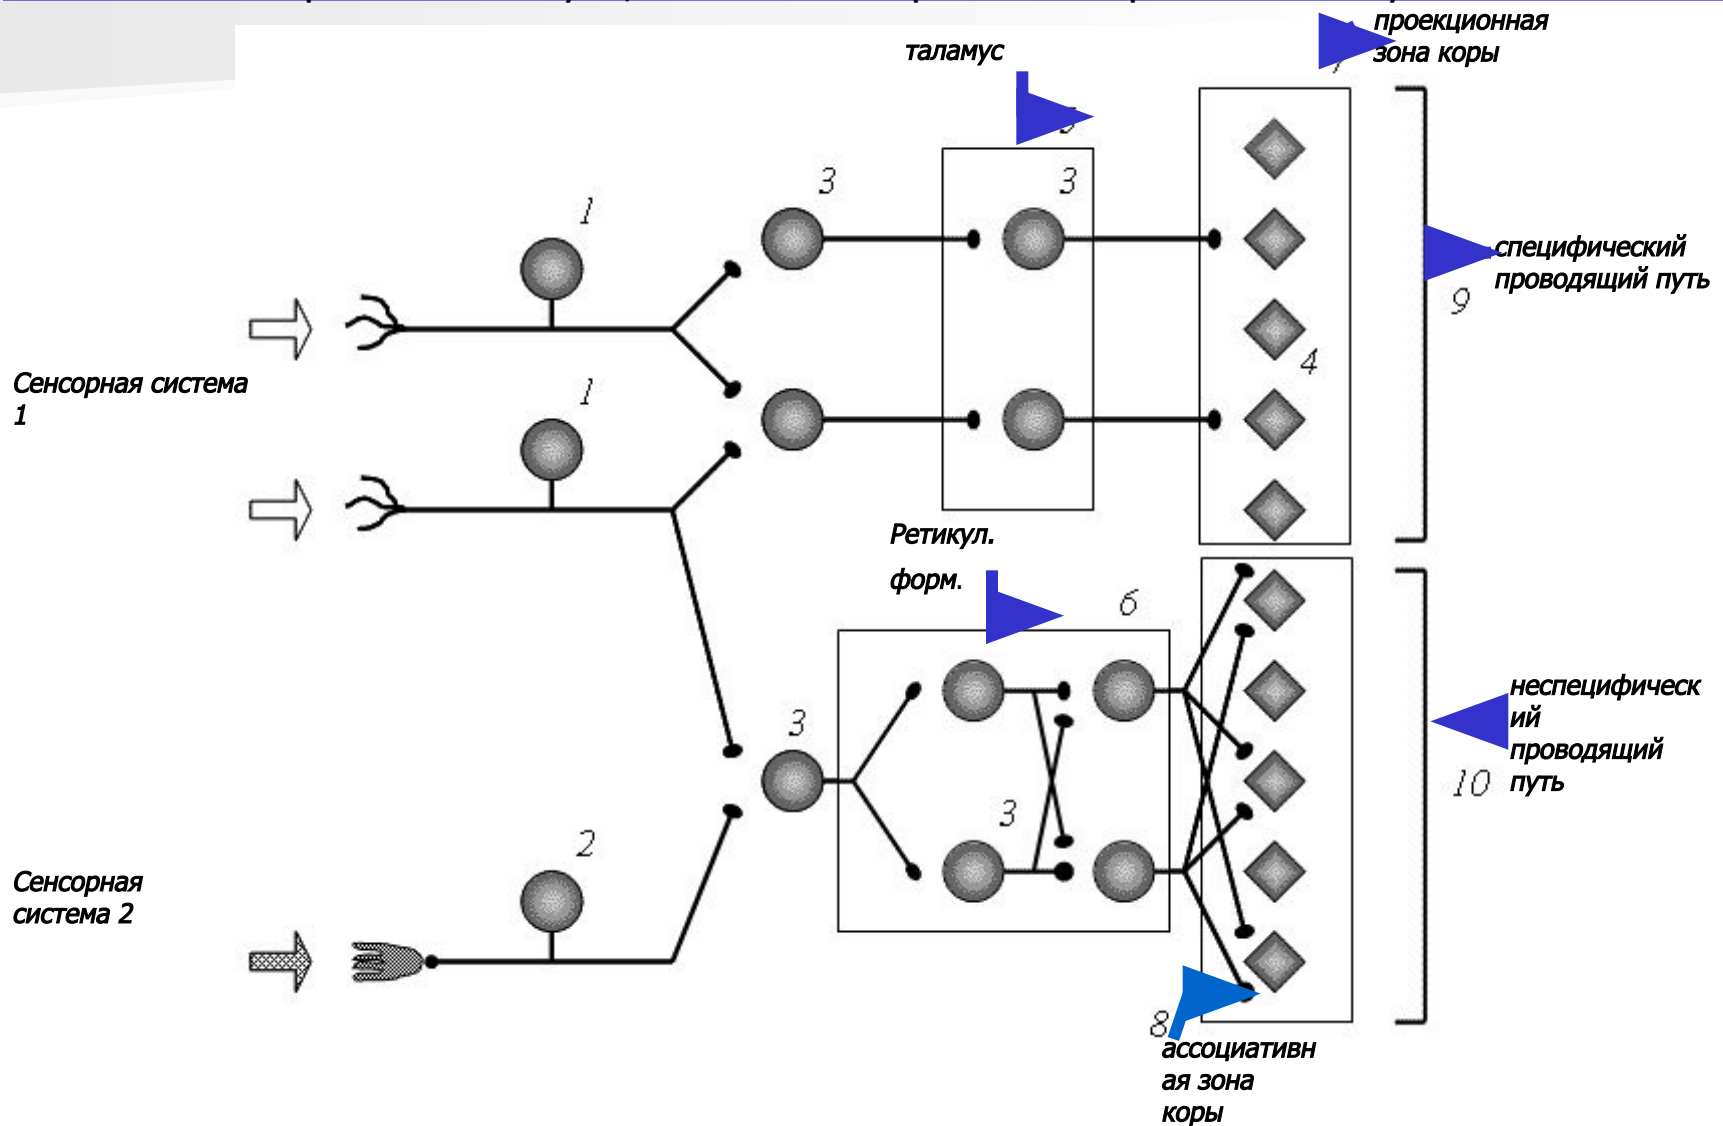 проекционная
зона коры
таламус
5
3
3
1
специфический
проводящий путь
9
4
Сенсорная система
1
1
Ретикул.
форм.
6
неспецифическ
ий
проводящий
путь
10
3
3
2
Сенсорная
система 2
8
ассоциативн
ая зона
коры